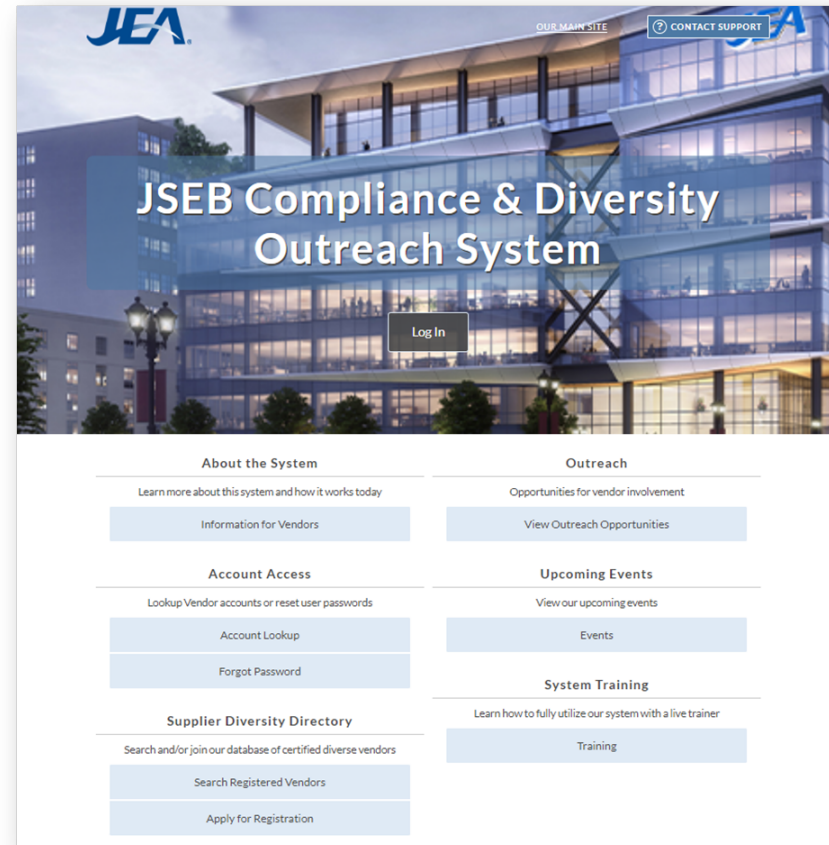 JEA
OUR MAIN SITE
? CONTACT SUPPORT
JSEB Compliance & Diversity
Outreach System
Log In
About the System
Learn more about this system and how it works today
Information for Vendors
Account Access
Lookup Vendor accounts or reset user passwords
Account Lookup
Forgot Password
Supplier Diversity Directory
Search and/or join our database of certified diverse vendors
Search Registered Vendors
Apply for Registration
Outreach
Opportunities for vendor involvement
View Outreach Opportunities
Upcoming Events
View our upcoming events
Events
System Training
Learn how to fully utilize our system with a live trainer
Training